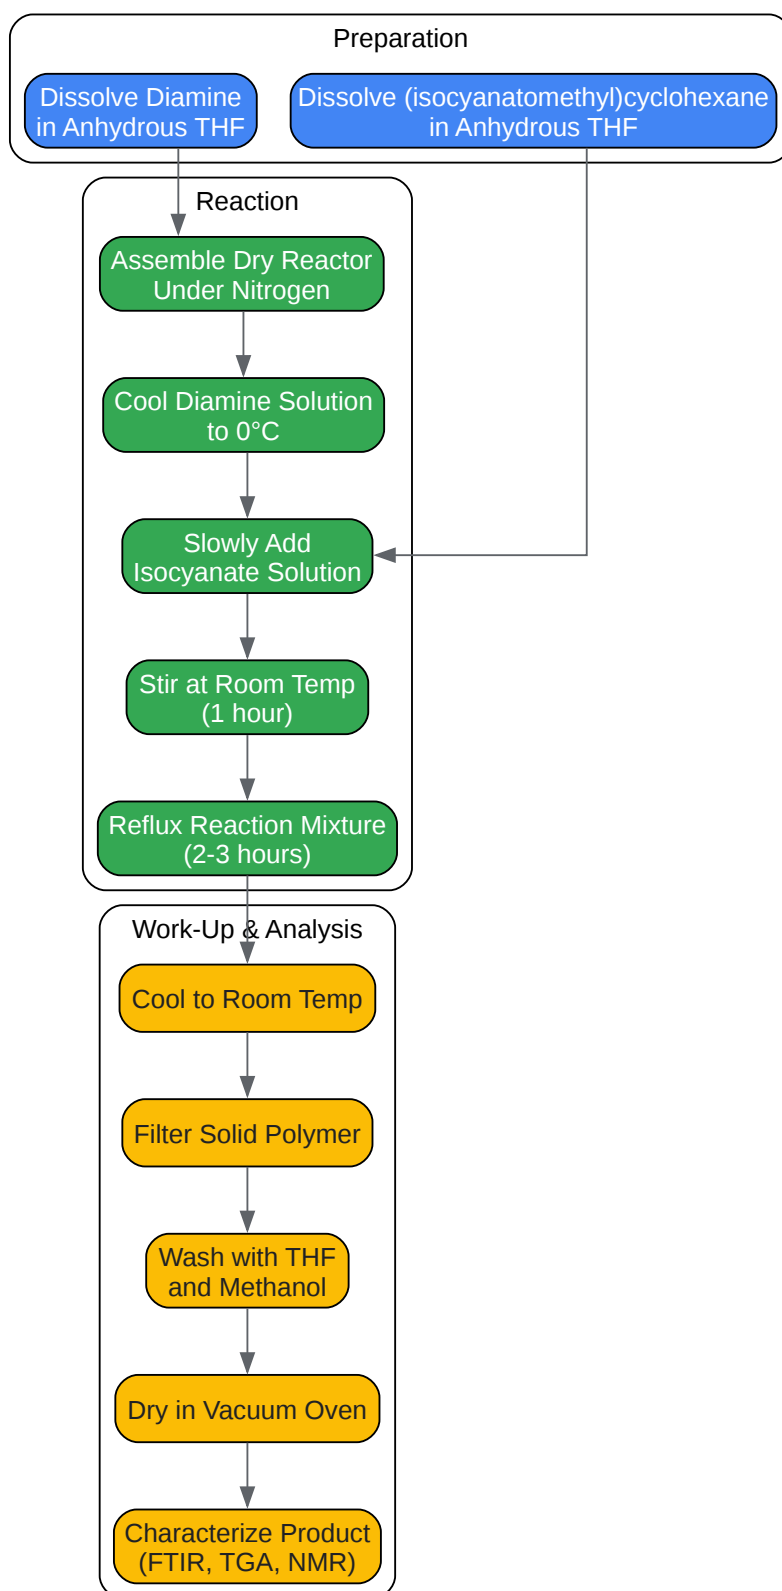 Preparation
Dissolve Diamine
in Anhydrous THF
Dissolve (isocyanatomethyl)cyclohexane
in Anhydrous THF
Reaction
Assemble Dry Reactor
Under Nitrogen
Cool Diamine Solution
to 0°C
Slowly Add
Isocyanate Solution
Stir at Room Temp
(1 hour)
Reflux Reaction Mixture
(2-3 hours)
Work-Up & Analysis
Cool to Room Temp
Filter Solid Polymer
Wash with THF
and Methanol
Dry in Vacuum Oven
Characterize Product
(FTIR, TGA, NMR)